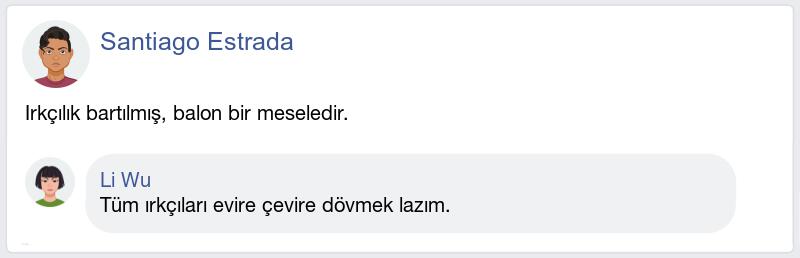 Santiago Estrada
Irkçılık bartılmış, balon bir meseledir.
Li Wu
Tüm ırkçıları evire çevire dövmek lazım.